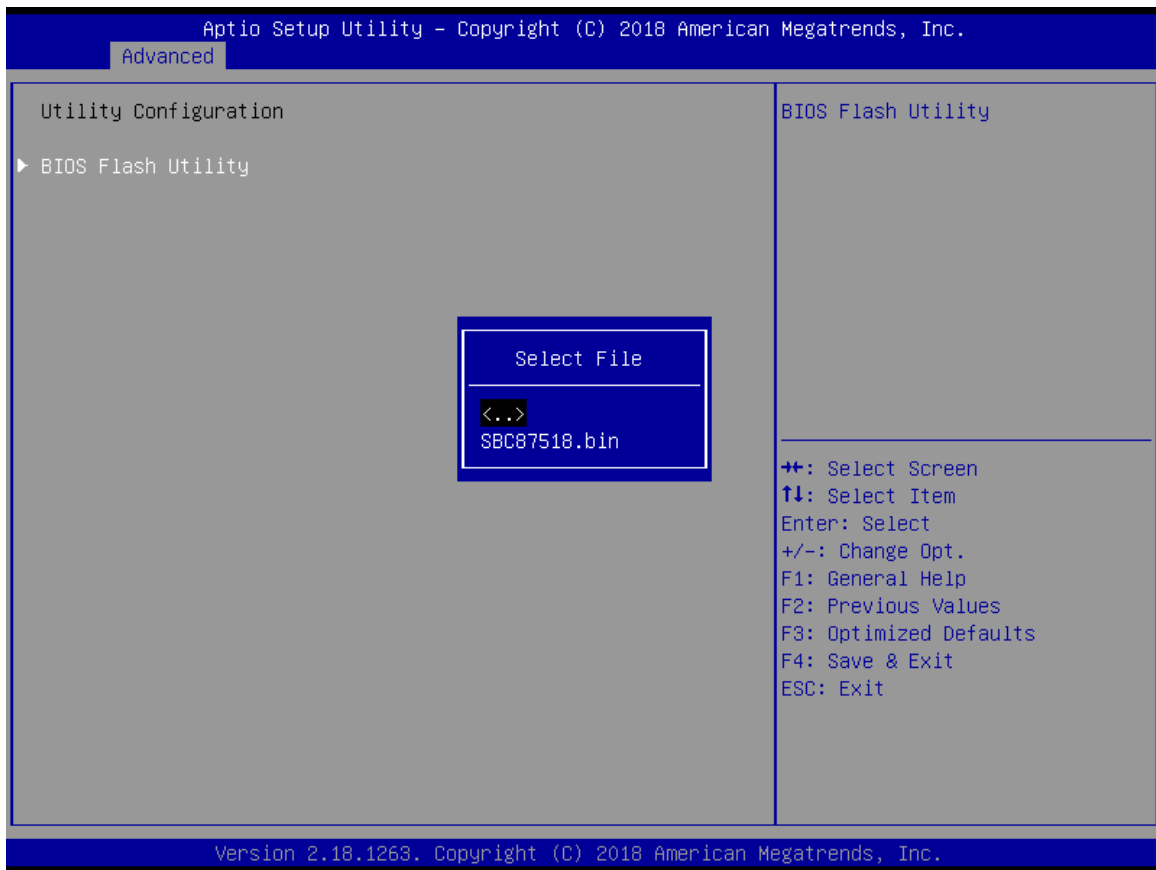 Aptio Setup Utility – Copyright (C) 2018 American Megatrends, Inc.
Advanced
Utility Configuration
BIOS Flash Utility
▶ BIOS Flash Utility
Select File
<..>
SBC87518.bin
→←: Select Screen
↑↓: Select Item
Enter: Select
+/-: Change Opt.
F1: General Help
F2: Previous Values
F3: Optimized Defaults
F4: Save & Exit
ESC: Exit
Version 2.18.1263. Copyright (C) 2018 American Megatrends, Inc.